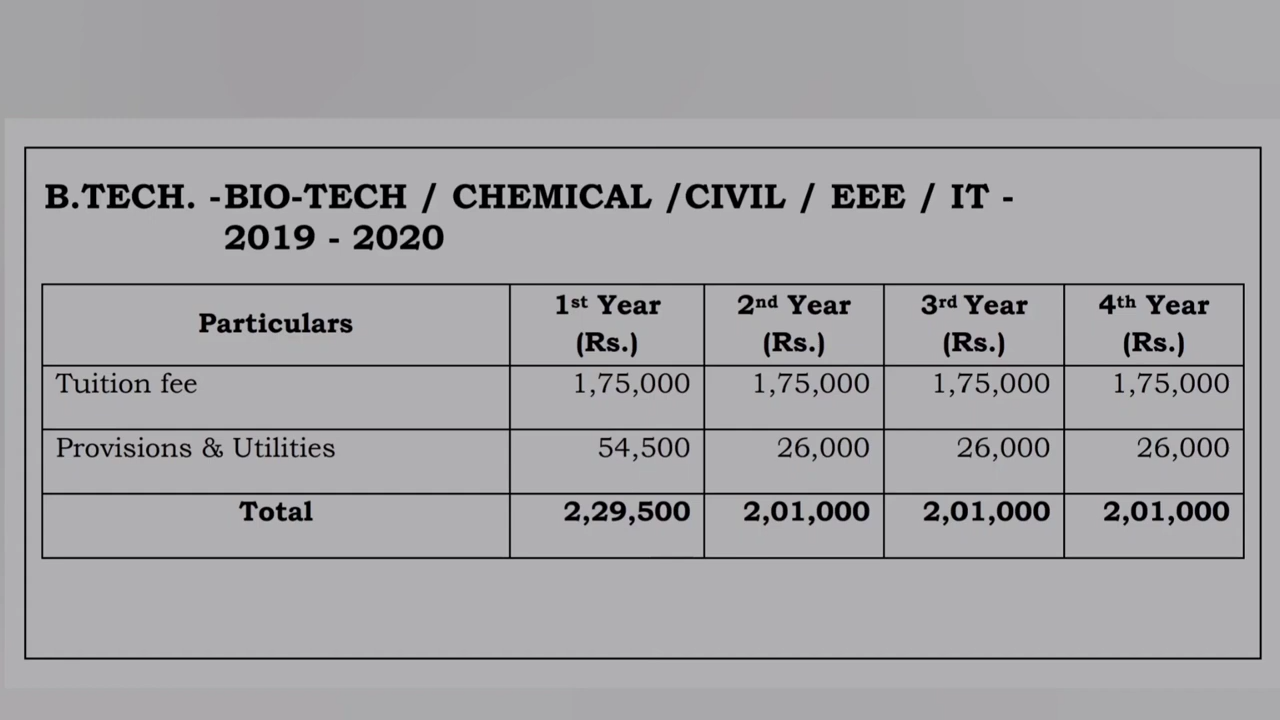 B.TECH. -BIO-TECH / CHEMICAL /CIVIL / EEE / IT -
2019 - 2020
Particulars 1st Year (Rs.) 2nd Year (Rs.) 3rd Year (Rs.) 4th Year (Rs.)
Tuition fee 1,75,000 1,75,000 1,75,000 1,75,000
Provisions & Utilities 54,500 26,000 26,000 26,000
Total 2,29,500 2,01,000 2,01,000 2,01,000